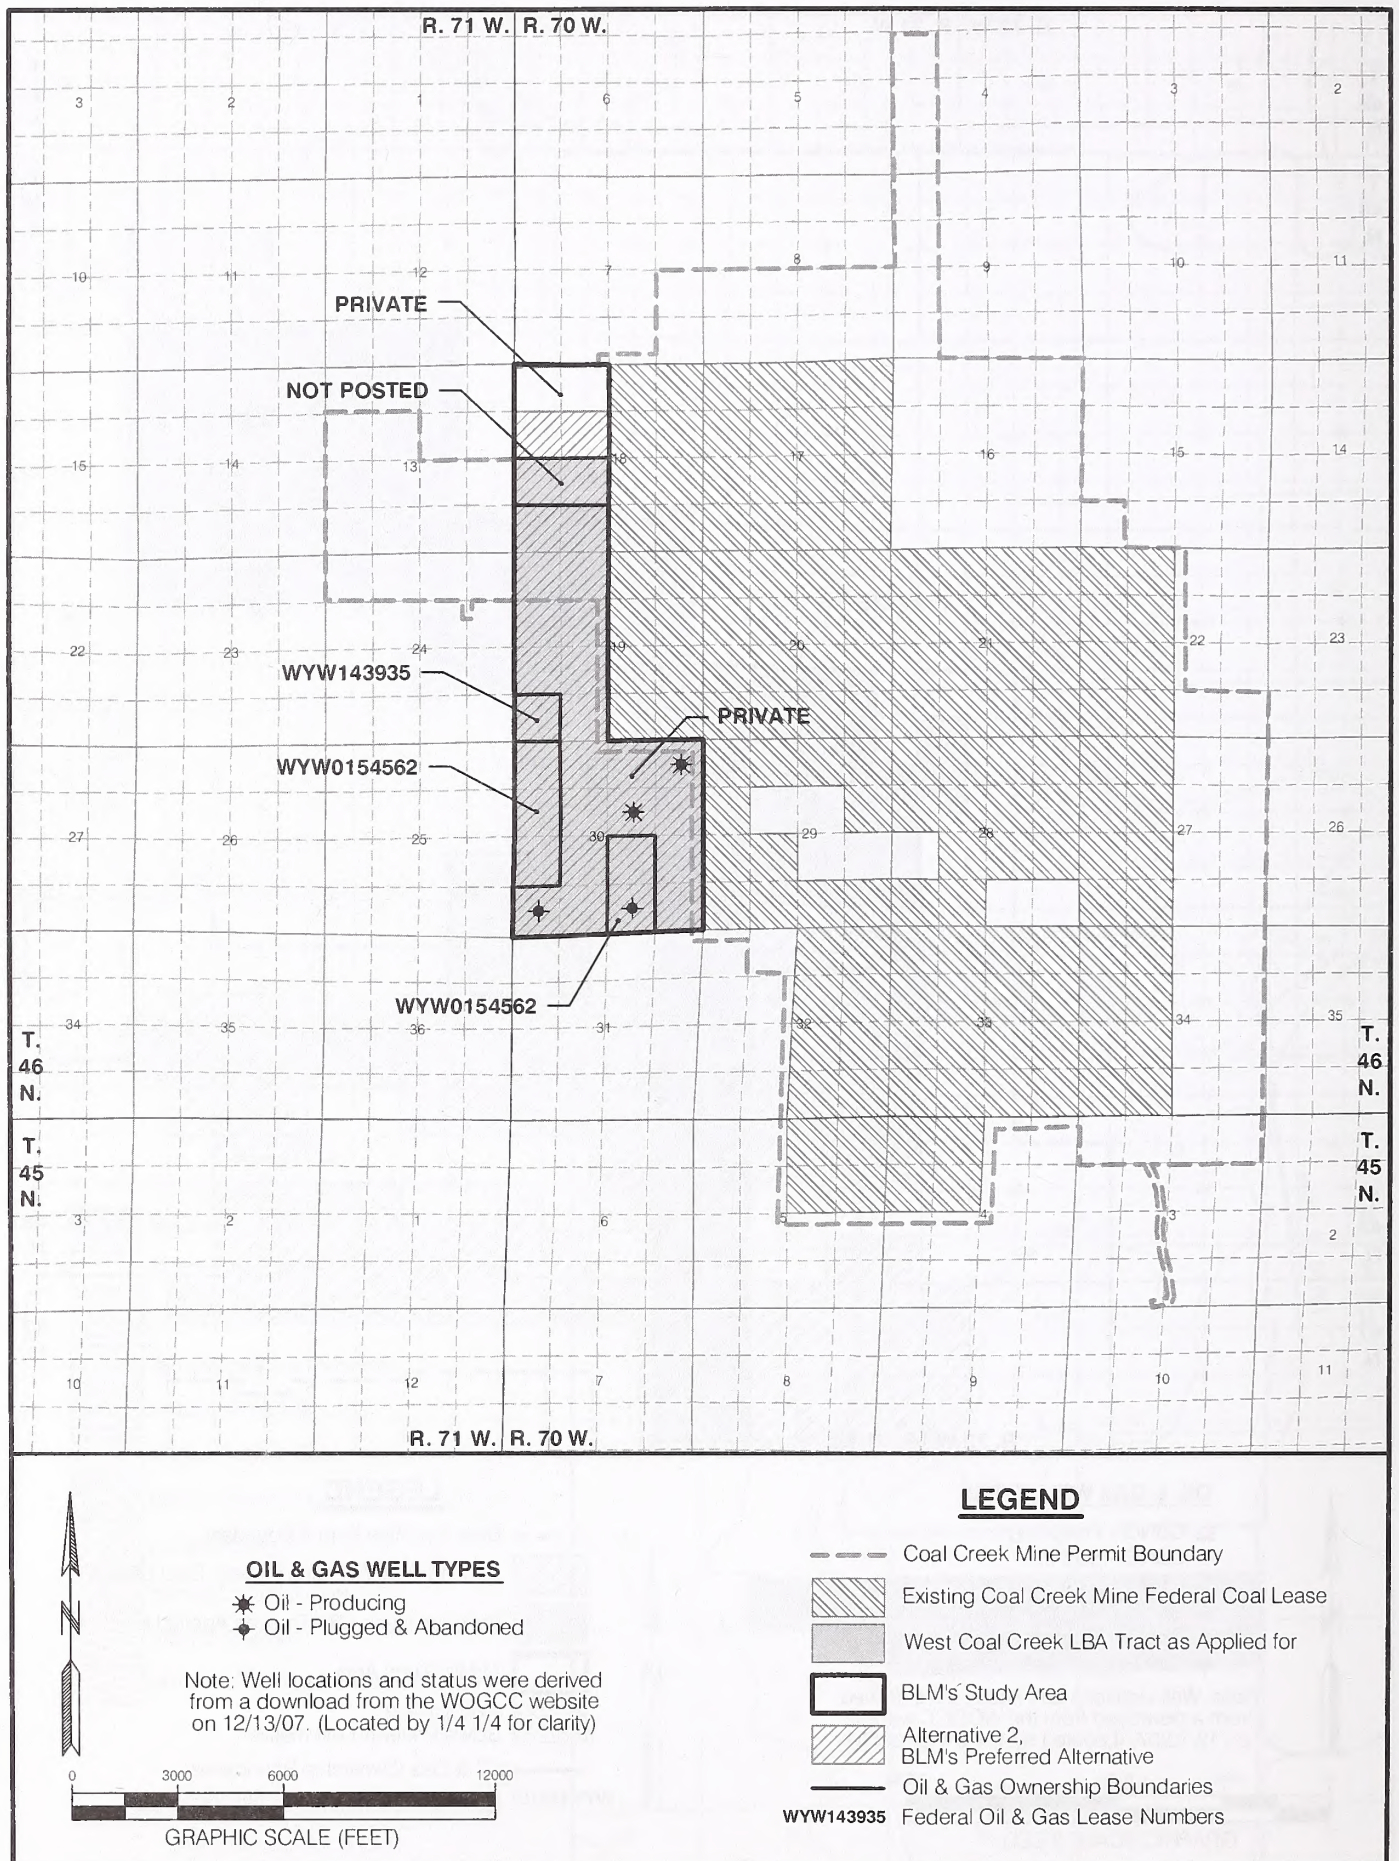 R. 71 W. R. 70 W.
3 2 1 6 5 4 3 2
10 11 12 7 8 9 10 11
PRIVATE
NOT POSTED
15 14 13 18 17 16 15 14
22 23 24 19 20 21 22 23
WYW143935
PRIVATE
WYW0154562
27 26 25 30 29 28 27 26
WYW0154562
34 35 36 31 32 33 34 35
T.
46
N.
T.
46
N.
T.
45
N.
T.
45
N.
3 2 1 6 5 4 3 2
10 11 12 7 8 9 10 11
R. 71 W. R. 70 W.
N
OIL & GAS WELL TYPES
Oil - Producing
Oil - Plugged & Abandoned
Note: Well locations and status were derived
from a download from the WOGCC website
on 12/13/07. (Located by 1/4 1/4 for clarity)
0 3000 6000 12000
GRAPHIC SCALE (FEET)
LEGEND
Coal Creek Mine Permit Boundary
Existing Coal Creek Mine Federal Coal Lease
West Coal Creek LBA Tract as Applied for
BLM's Study Area
Alternative 2,
BLM's Preferred Alternative
Oil & Gas Ownership Boundaries
WYW143935 Federal Oil & Gas Lease Numbers